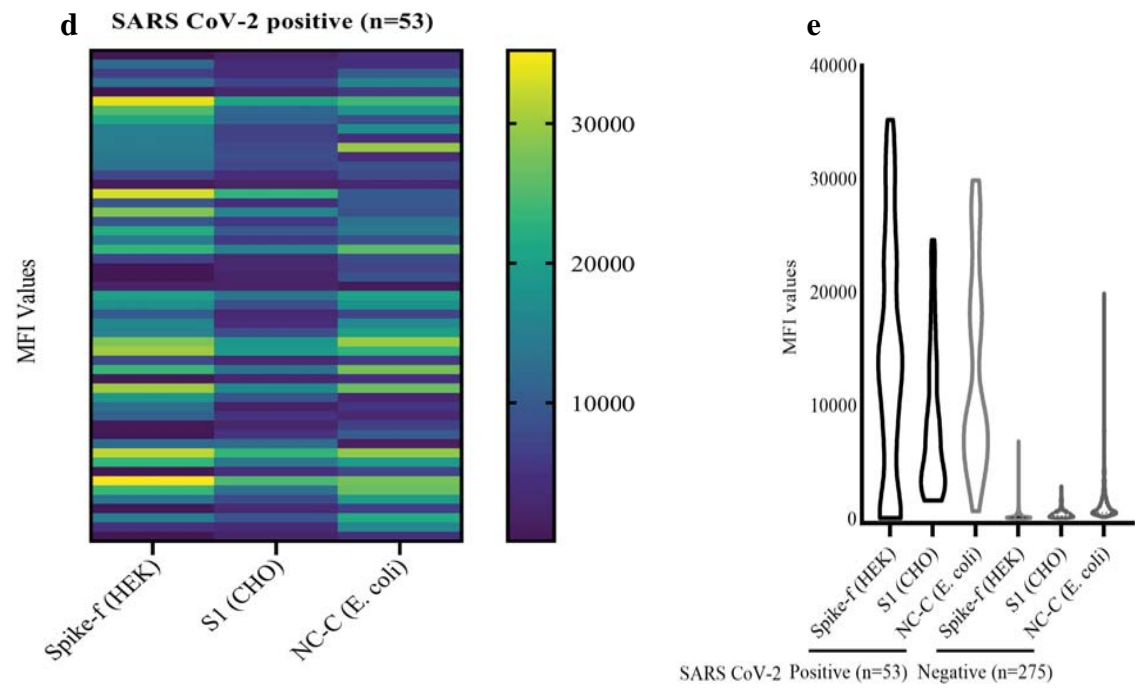 d
SARS CoV-2 positive (n=53)
MFI Values
30000
20000
10000
Spike-f (HEK)
S1 (CHO)
NC-C (E. coli)
e
40000
30000
20000
10000
0
MFI values
Spike-f (HEK)
S1 (CHO)
NC-C (E. coli)
Spike-f (HEK)
S1 (CHO)
NC-C (E. coli)
SARS CoV-2 Positive (n=53) Negative (n=275)